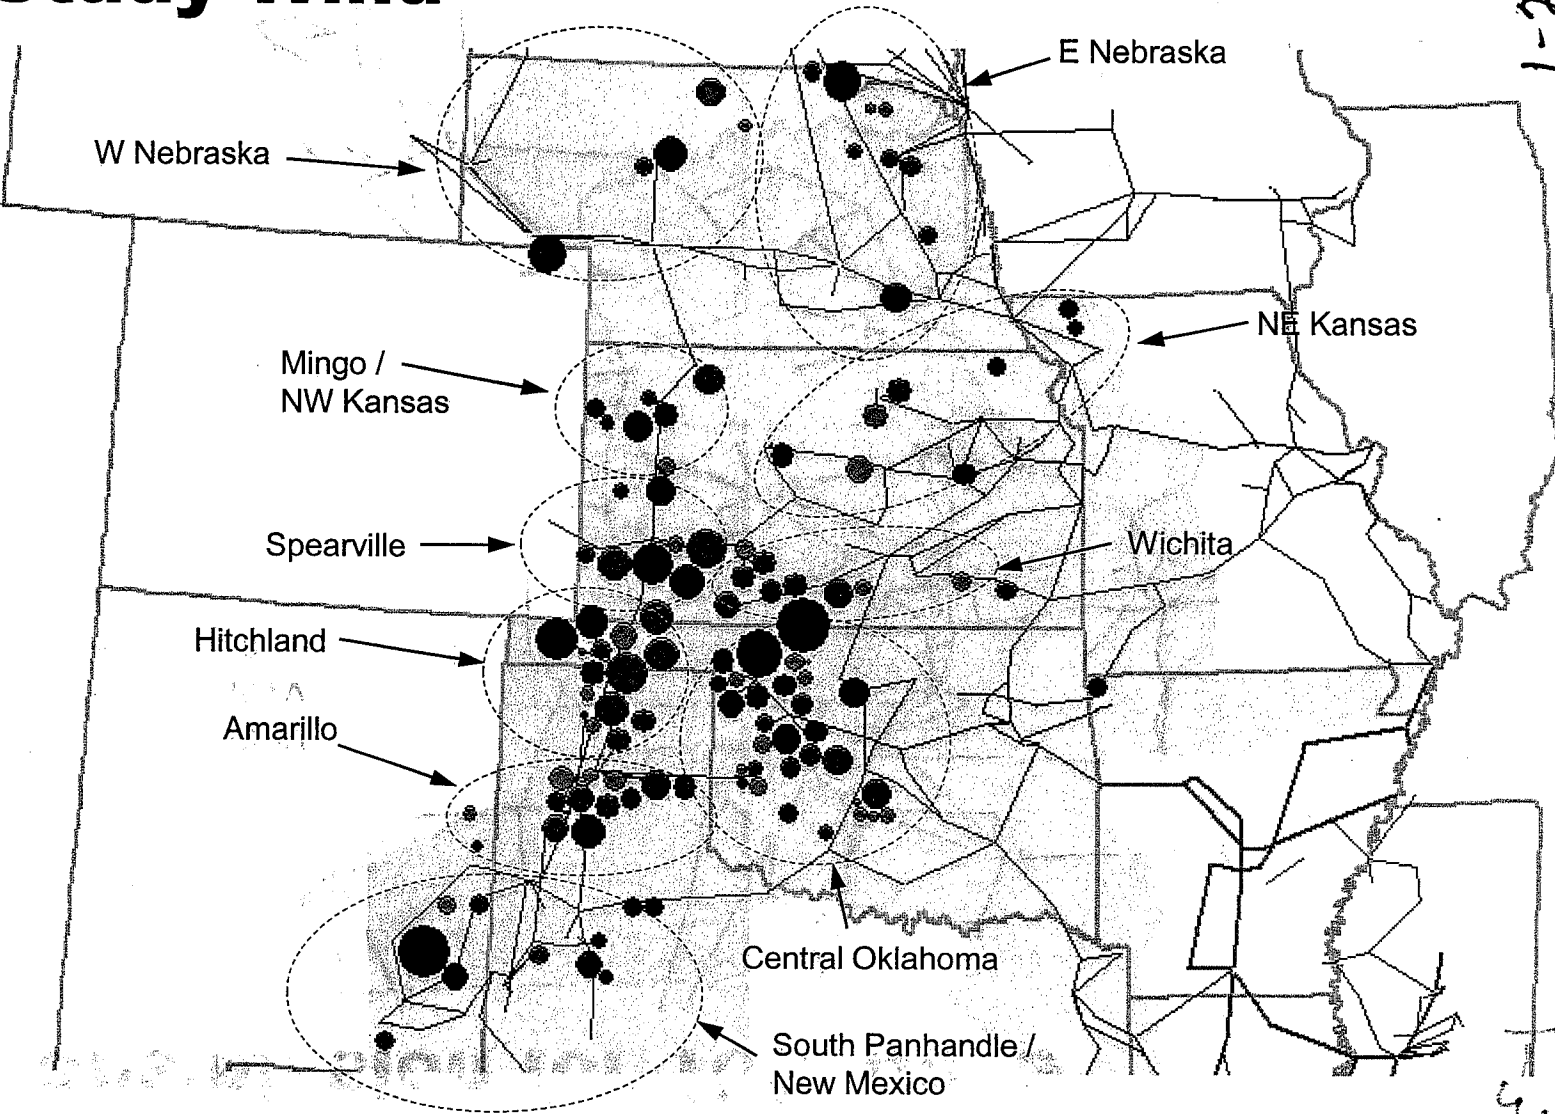 E Nebraska
W Nebraska
NE Kansas
Mingo /
NW Kansas
Spearville
Wichita
Hitchland
Amarillo
Central Oklahoma
South Panhandle /
New Mexico